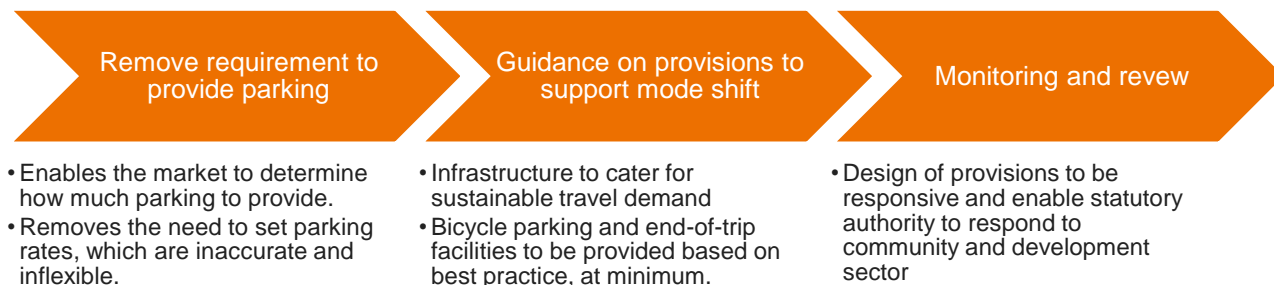 Remove requirement to
provide parking
• Enables the market to determine
how much parking to provide.
• Removes the need to set parking
rates, which are inaccurate and
inflexible.
Guidance on provisions to
support mode shift
• Infrastructure to cater for
sustainable travel demand
• Bicycle parking and end-of-trip
facilities to be provided based on
best practice, at minimum.
Monitoring and revew
• Design of provisions to be
responsive and enable statutory
authority to respond to
community and development
sector